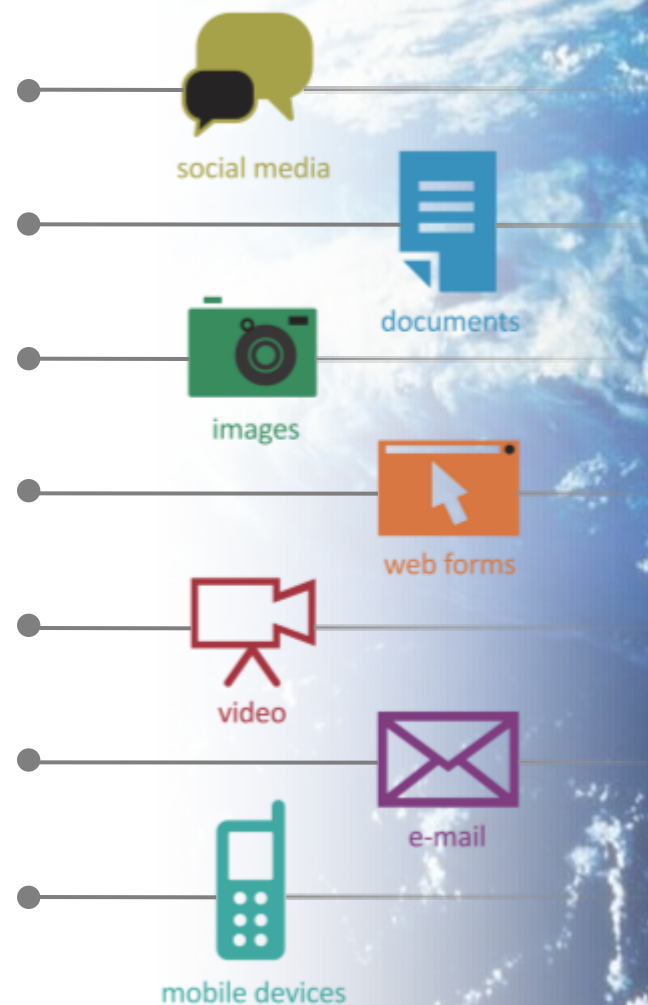 social media
documents
images
web forms
video
e-mail
mobile devices